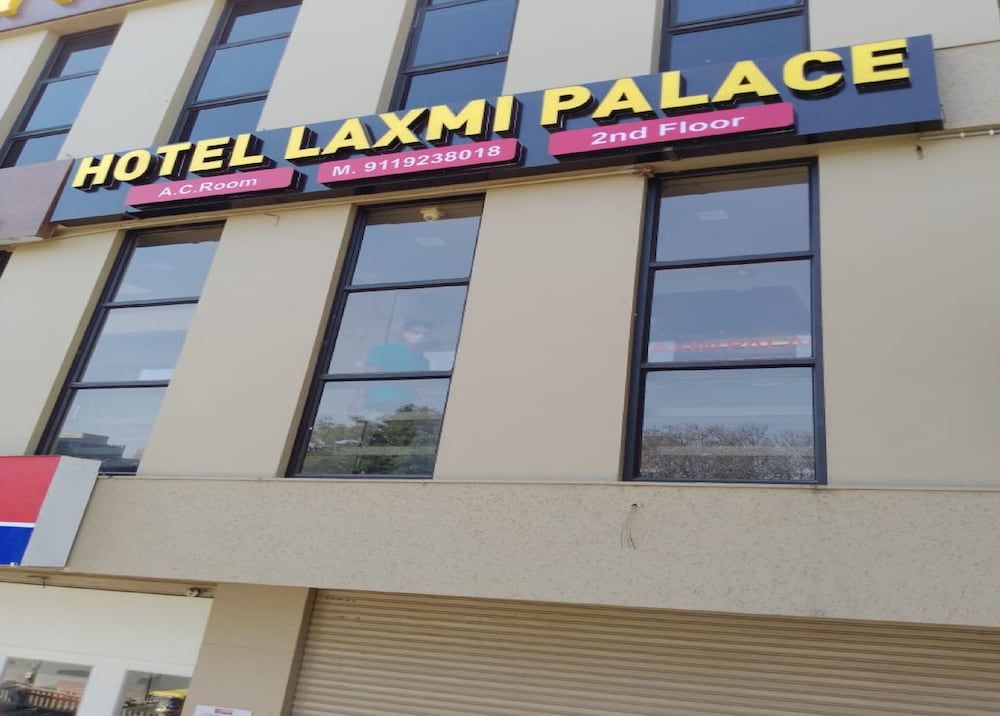 HOTEL LAXMI PALACE
A.C.Room
M. 9119238018
2nd Floor